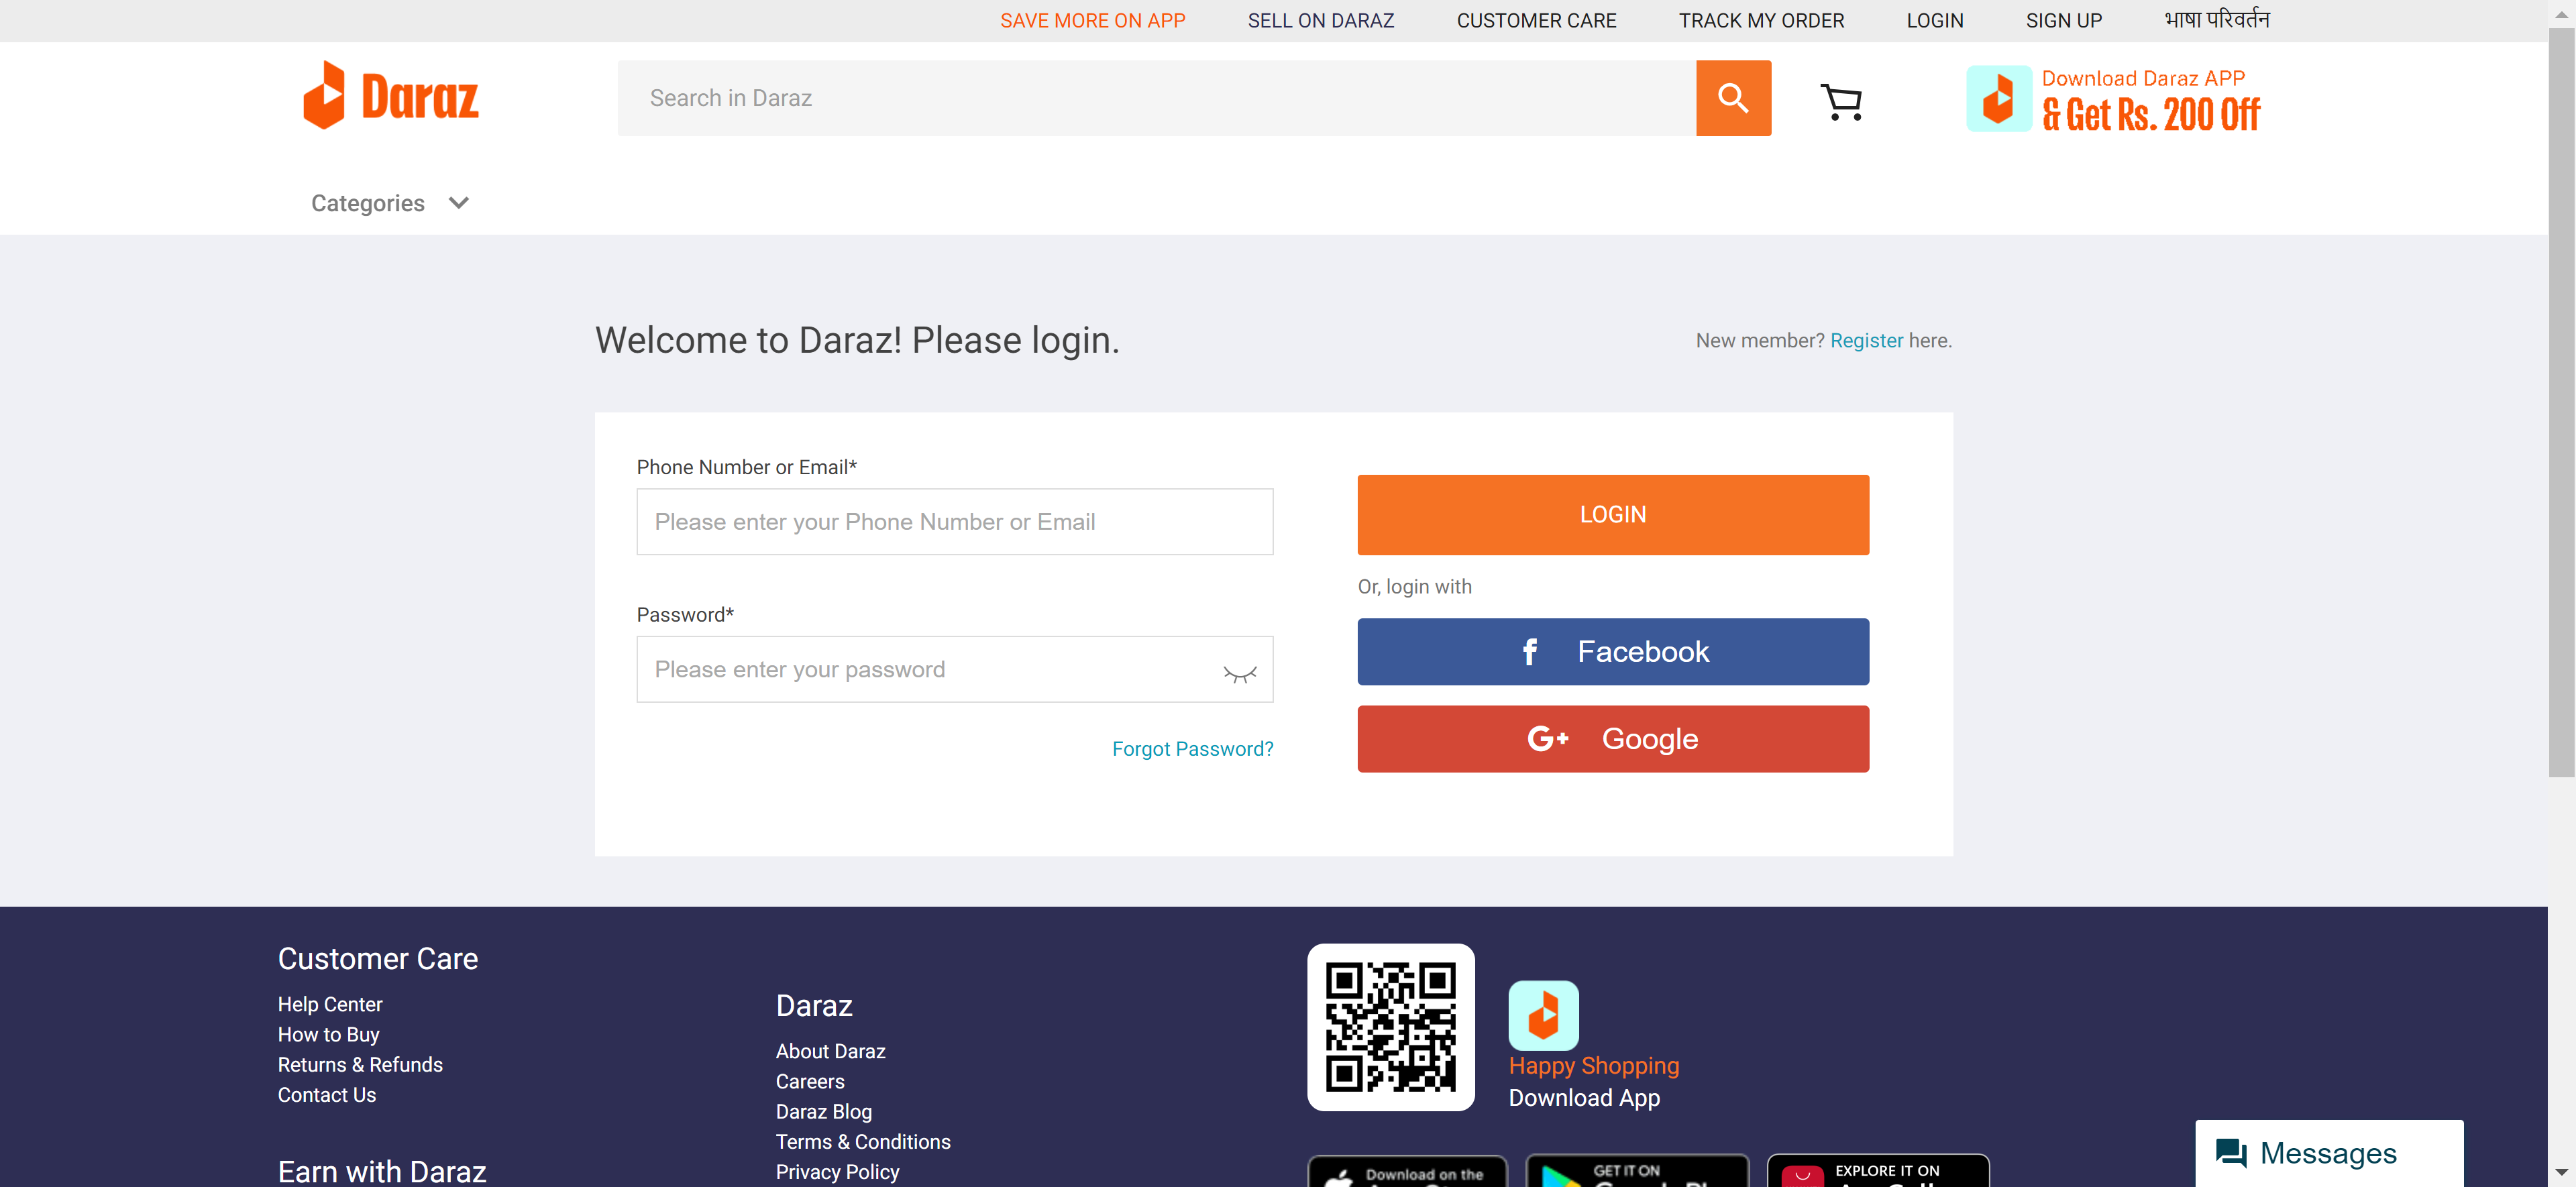 SAVE MORE ON APP
SELL ON DARAZ
CUSTOMER CARE
TRACK MY ORDER
LOGIN
SIGN UP
भाषा परिवर्तन
Daraz
Search in Daraz
Download Daraz APP
& Get Rs. 200 Off
Categories
Welcome to Daraz! Please login.
New member? Register here.
Phone Number or Email*
Please enter your Phone Number or Email
Password*
Please enter your password
Forgot Password?
LOGIN
Or, login with
f Facebook
G+ Google
Customer Care
Help Center
How to Buy
Returns & Refunds
Contact Us
Earn with Daraz
Daraz
About Daraz
Careers
Daraz Blog
Terms & Conditions
Privacy Policy
Happy Shopping
Download App
Download on the
GET IT ON
EXPLORE IT ON
Messages